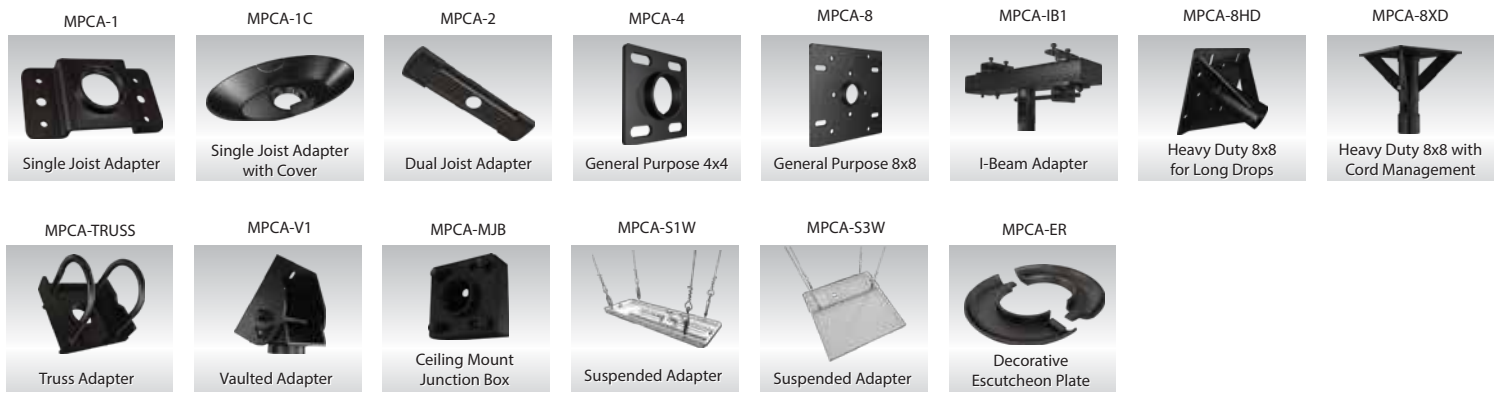 MPCA-1
Single Joist Adapter
MPCA-1C
Single Joist Adapter
with Cover
MPCA-2
Dual Joist Adapter
MPCA-4
General Purpose 4x4
MPCA-8
General Purpose 8x8
MPCA-IB1
I-Beam Adapter
MPCA-8HD
Heavy Duty 8x8
for Long Drops
MPCA-8XD
Heavy Duty 8x8 with
Cord Management
MPCA-TRUSS
Truss Adapter
MPCA-V1
Vaulted Adapter
MPCA-MJB
Ceiling Mount
Junction Box
MPCA-S1W
Suspended Adapter
MPCA-S3W
Suspended Adapter
MPCA-ER
Decorative
Escutcheon Plate